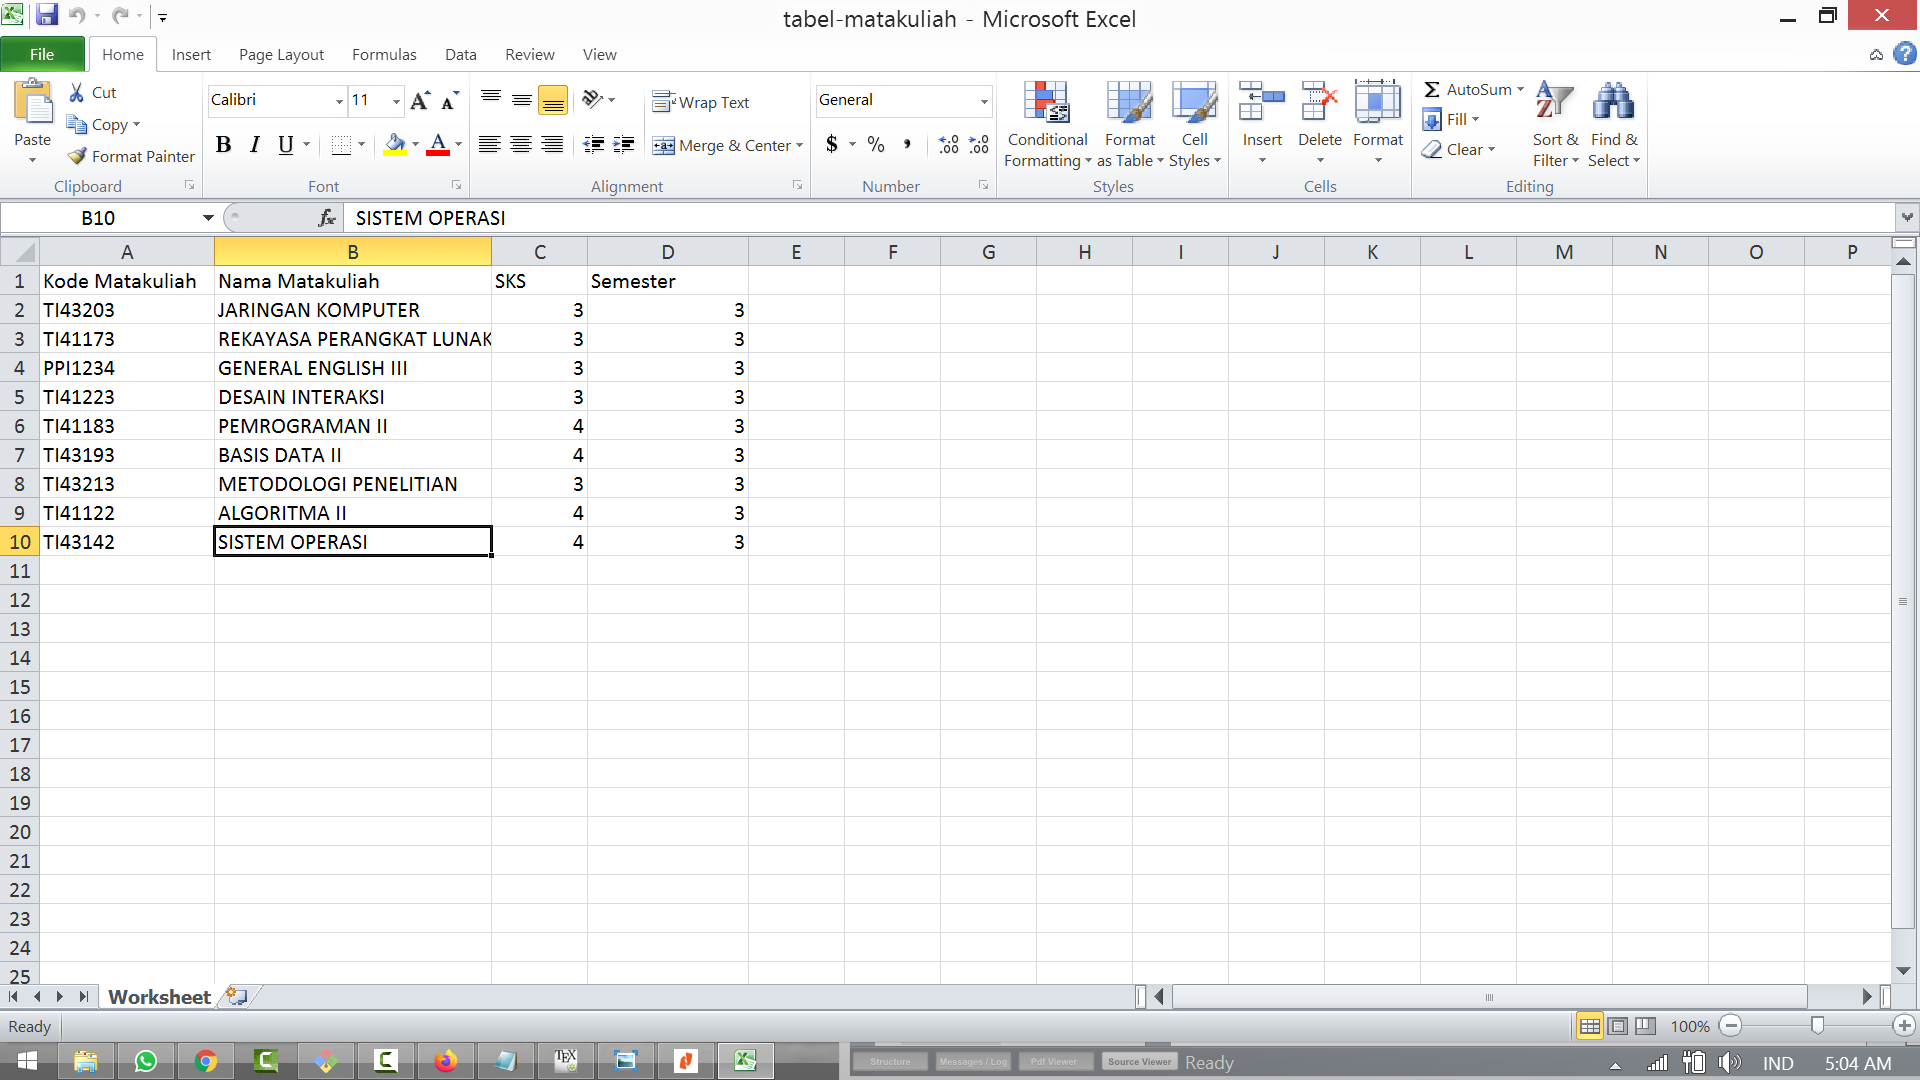 tabel-matakuliah - Microsoft Excel
File Home Insert Page Layout Formulas Data Review View
Paste
Cut
Copy
Format Painter
Clipboard
Calibri 11
B I U A
Font
Wrap Text
Merge & Center
Alignment
General
$ % ,
Number
Conditional Formatting
Format as Table
Cell Styles
Styles
Insert Delete Format
Cells
AutoSum
Fill
Clear
Sort & Filter
Find & Select
Editing
B10 fx SISTEM OPERASI
A B C D E F G H I J K L M N O P
1 Kode Matakuliah Nama Matakuliah SKS Semester
2 TI43203 JARINGAN KOMPUTER 3 3
3 TI41173 REKAYASA PERANGKAT LUNAK 3 3
4 PPI1234 GENERAL ENGLISH III 3 3
5 TI41223 DESAIN INTERAKSI 3 3
6 TI41183 PEMROGRAMAN II 4 3
7 TI43193 BASIS DATA II 4 3
8 TI43213 METODOLOGI PENELITIAN 3 3
9 TI41122 ALGORITMA II 4 3
10 TI43142 SISTEM OPERASI 4 3
11
12
13
14
15
16
17
18
19
20
21
22
23
24
25
Worksheet
Ready 100%
Structure Messages / Log Pdf Viewer Source Viewer Ready IND 5:04 AM